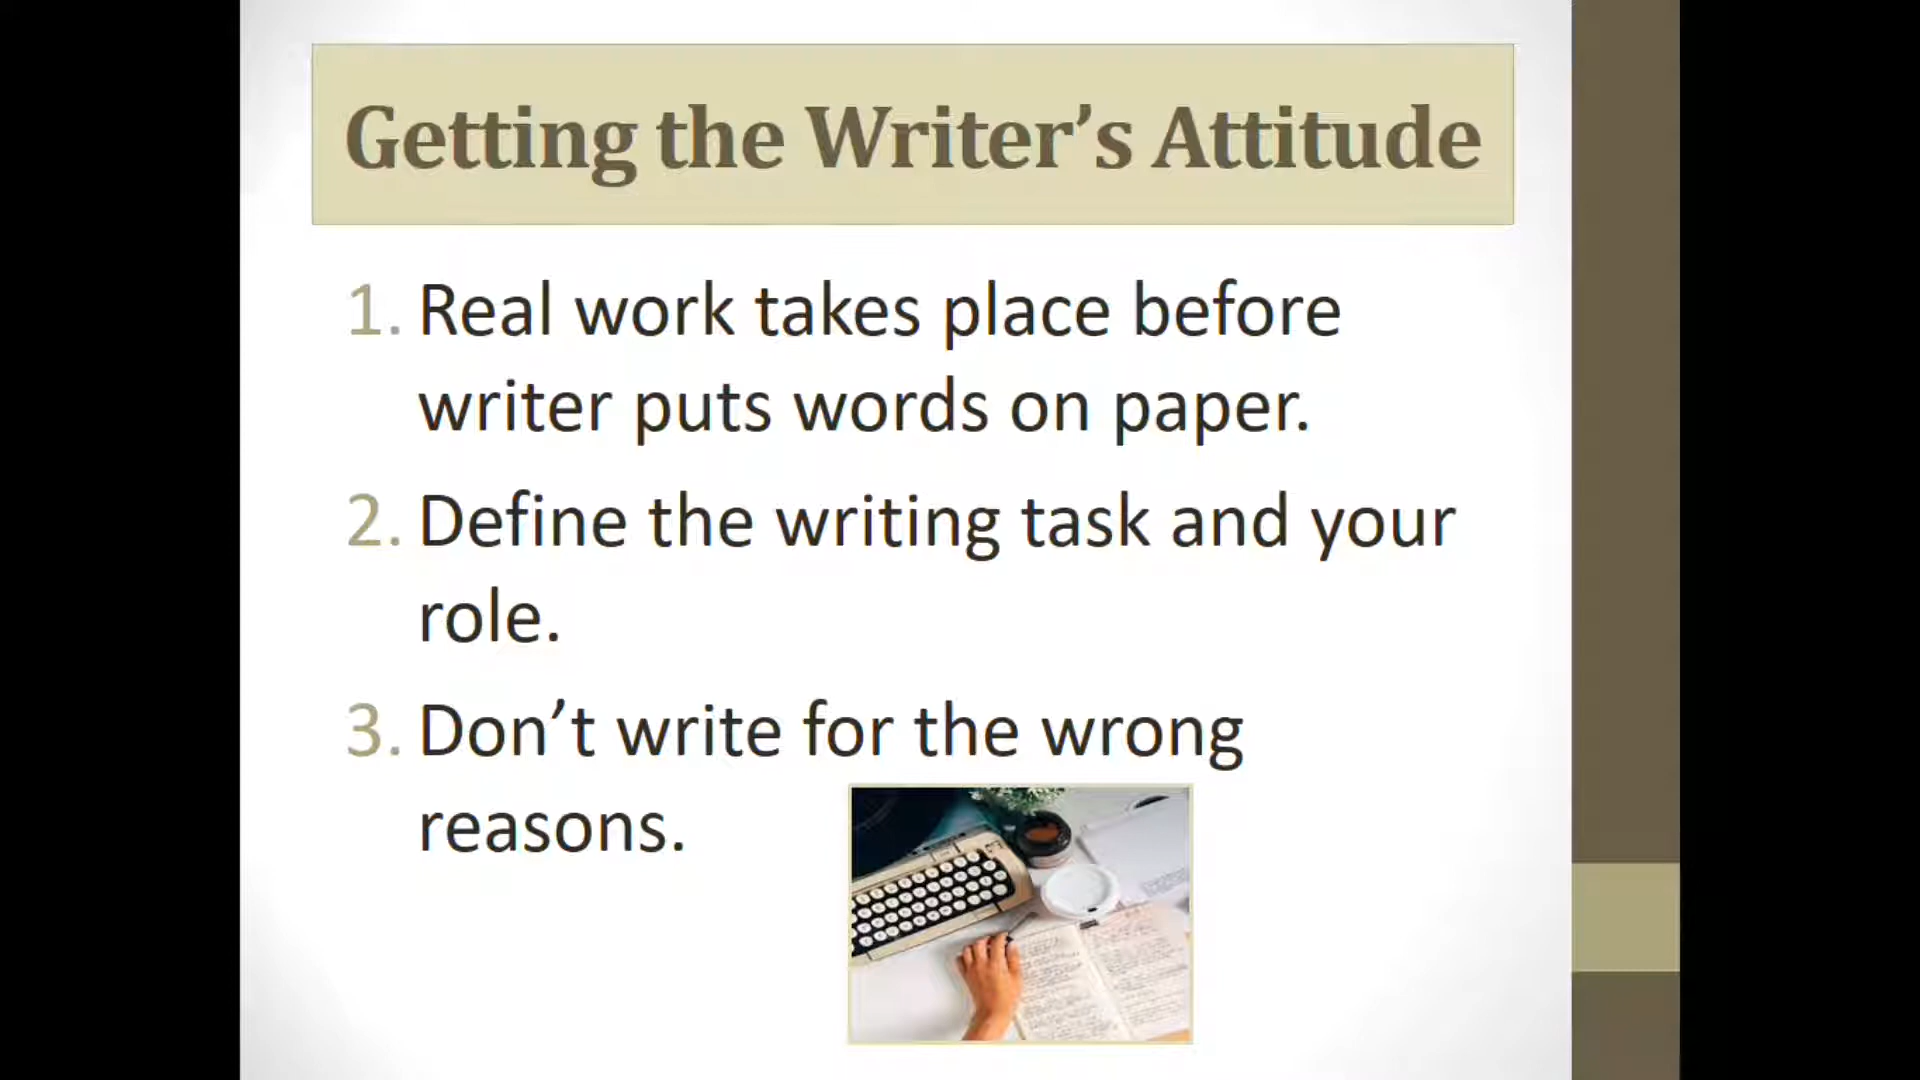 Getting the Writer’s Attitude
1. Real work takes place before
writer puts words on paper.
2. Define the writing task and your
role.
3. Don’t write for the wrong
reasons.